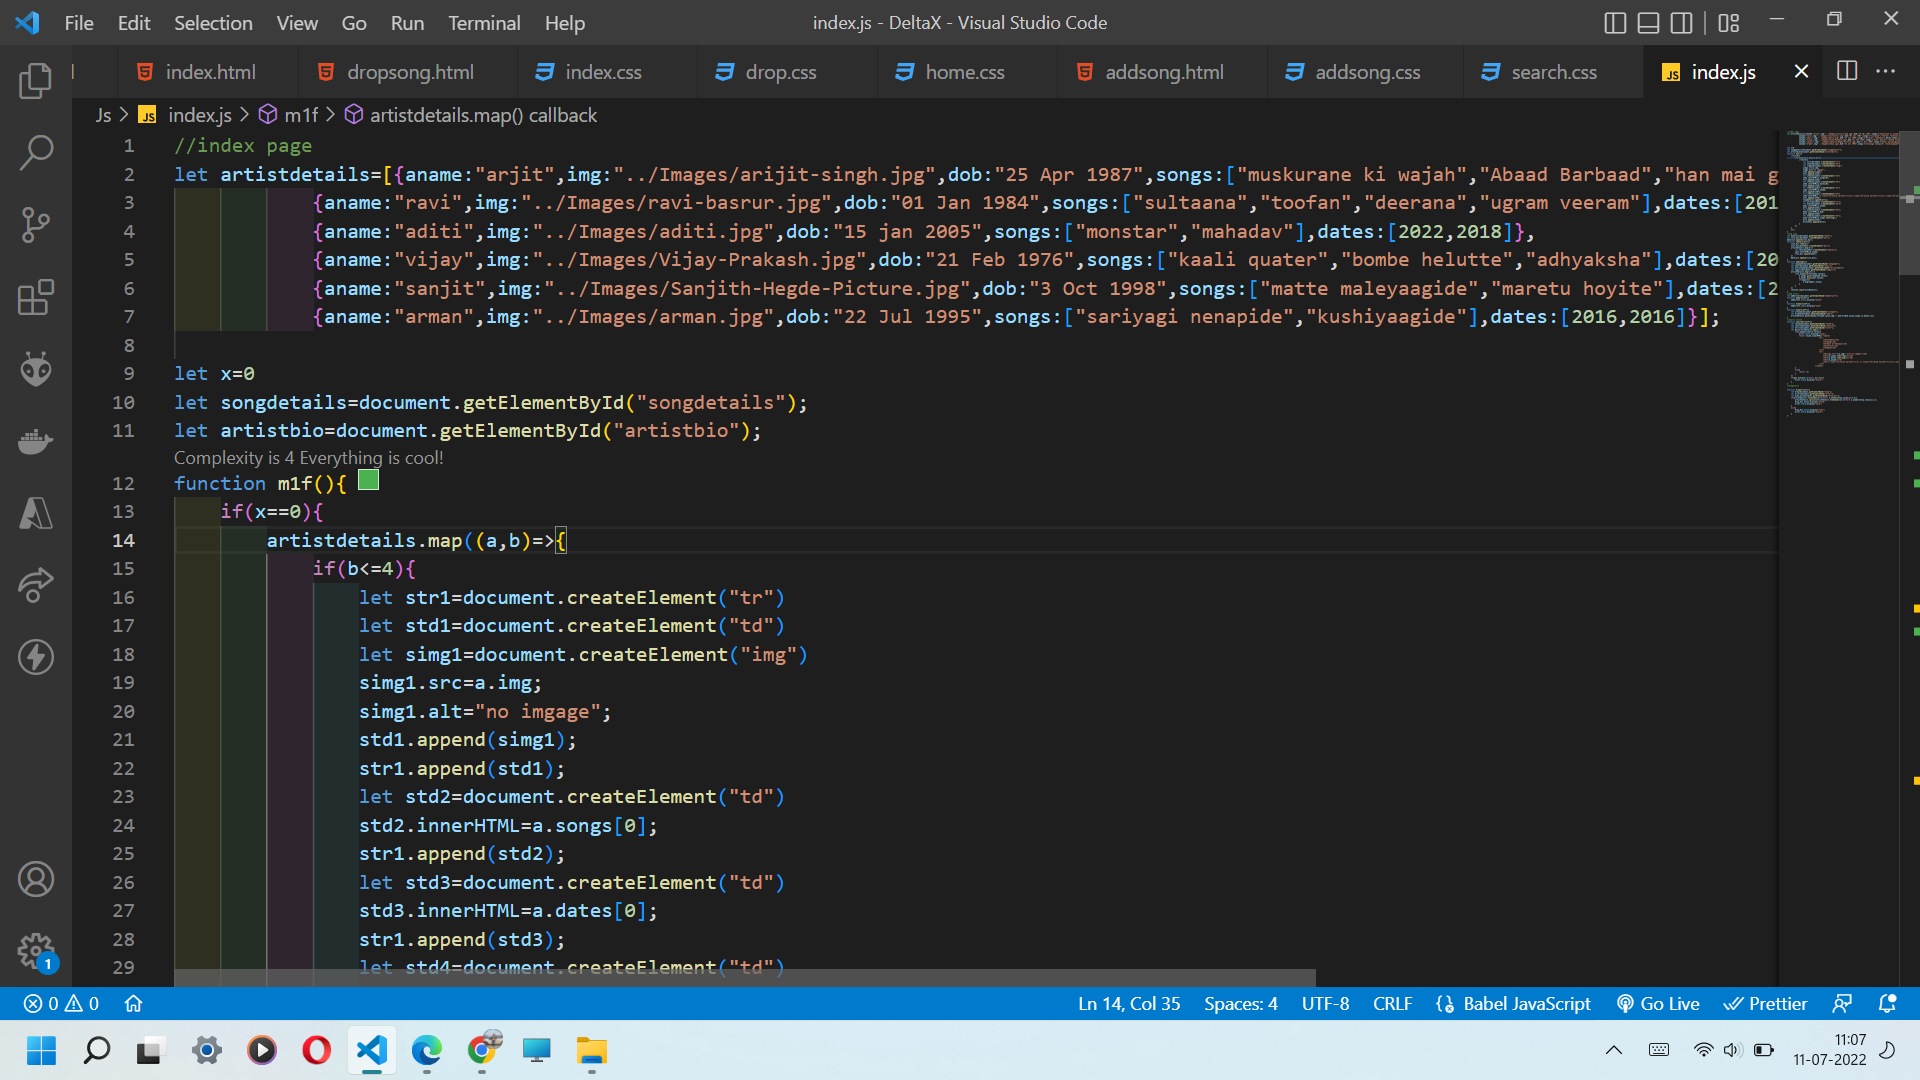 File Edit Selection View Go Run Terminal Help
index.js - DeltaX - Visual Studio Code
index.html dropsong.html index.css drop.css home.css addsong.html addsong.css search.css JS index.js
Js > JS index.js > m1f > artistdetails.map() callback
1 //index page
2 let artistdetails=[{aname:"arjit",img:"../Images/arijit-singh.jpg",dob:"25 Apr 1987",songs:["muskurane ki wajah","Abaad Barbaad","han mai g
3 {aname:"ravi",img:"../Images/ravi-basrur.jpg",dob:"01 Jan 1984",songs:["sultaana","toofan","deerana","ugram veeram"],dates:[201
4 {aname:"aditi",img:"../Images/aditi.jpg",dob:"15 jan 2005",songs:["monstar","mahadav"],dates:[2022,2018]},
5 {aname:"vijay",img:"../Images/Vijay-Prakash.jpg",dob:"21 Feb 1976",songs:["kaali quater","bombe helutte","adhyaksha"],dates:[20
6 {aname:"sanjit",img:"../Images/Sanjith-Hegde-Picture.jpg",dob:"3 Oct 1998",songs:["matte maleyaagide","maretu hoyite"],dates:[2
7 {aname:"arman",img:"../Images/arman.jpg",dob:"22 Jul 1995",songs:["sariyagi nenapide","kushiyaagide"],dates:[2016,2016]}];
8
9 let x=0
10 let songdetails=document.getElementById("songdetails");
11 let artistbio=document.getElementById("artistbio");
Complexity is 4 Everything is cool!
12 function m1f(){
13 if(x==0){
14 artistdetails.map((a,b)=>{
15 if(b<=4){
16 let str1=document.createElement("tr")
17 let std1=document.createElement("td")
18 let simg1=document.createElement("img")
19 simg1.src=a.img;
20 simg1.alt="no imgage";
21 std1.append(simg1);
22 str1.append(std1);
23 let std2=document.createElement("td")
24 std2.innerHTML=a.songs[0];
25 str1.append(std2);
26 let std3=document.createElement("td")
27 std3.innerHTML=a.dates[0];
28 str1.append(std3);
29 let std4=document.createElement("td")
1
0 0 Ln 14, Col 35 Spaces: 4 UTF-8 CRLF Babel JavaScript Go Live Prettier
11:07
11-07-2022